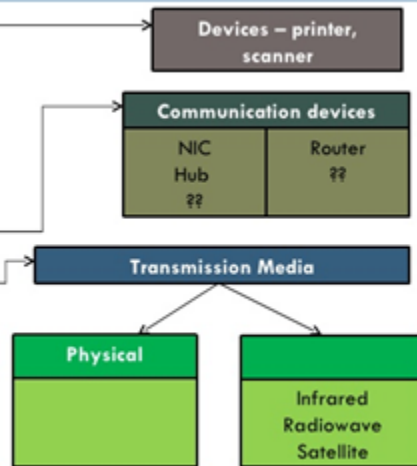 Devices – printer,
scanner
Communication devices
NIC
Hub
??
Router
??
Transmission Media
Physical
Infrared
Radiowave
Satellite